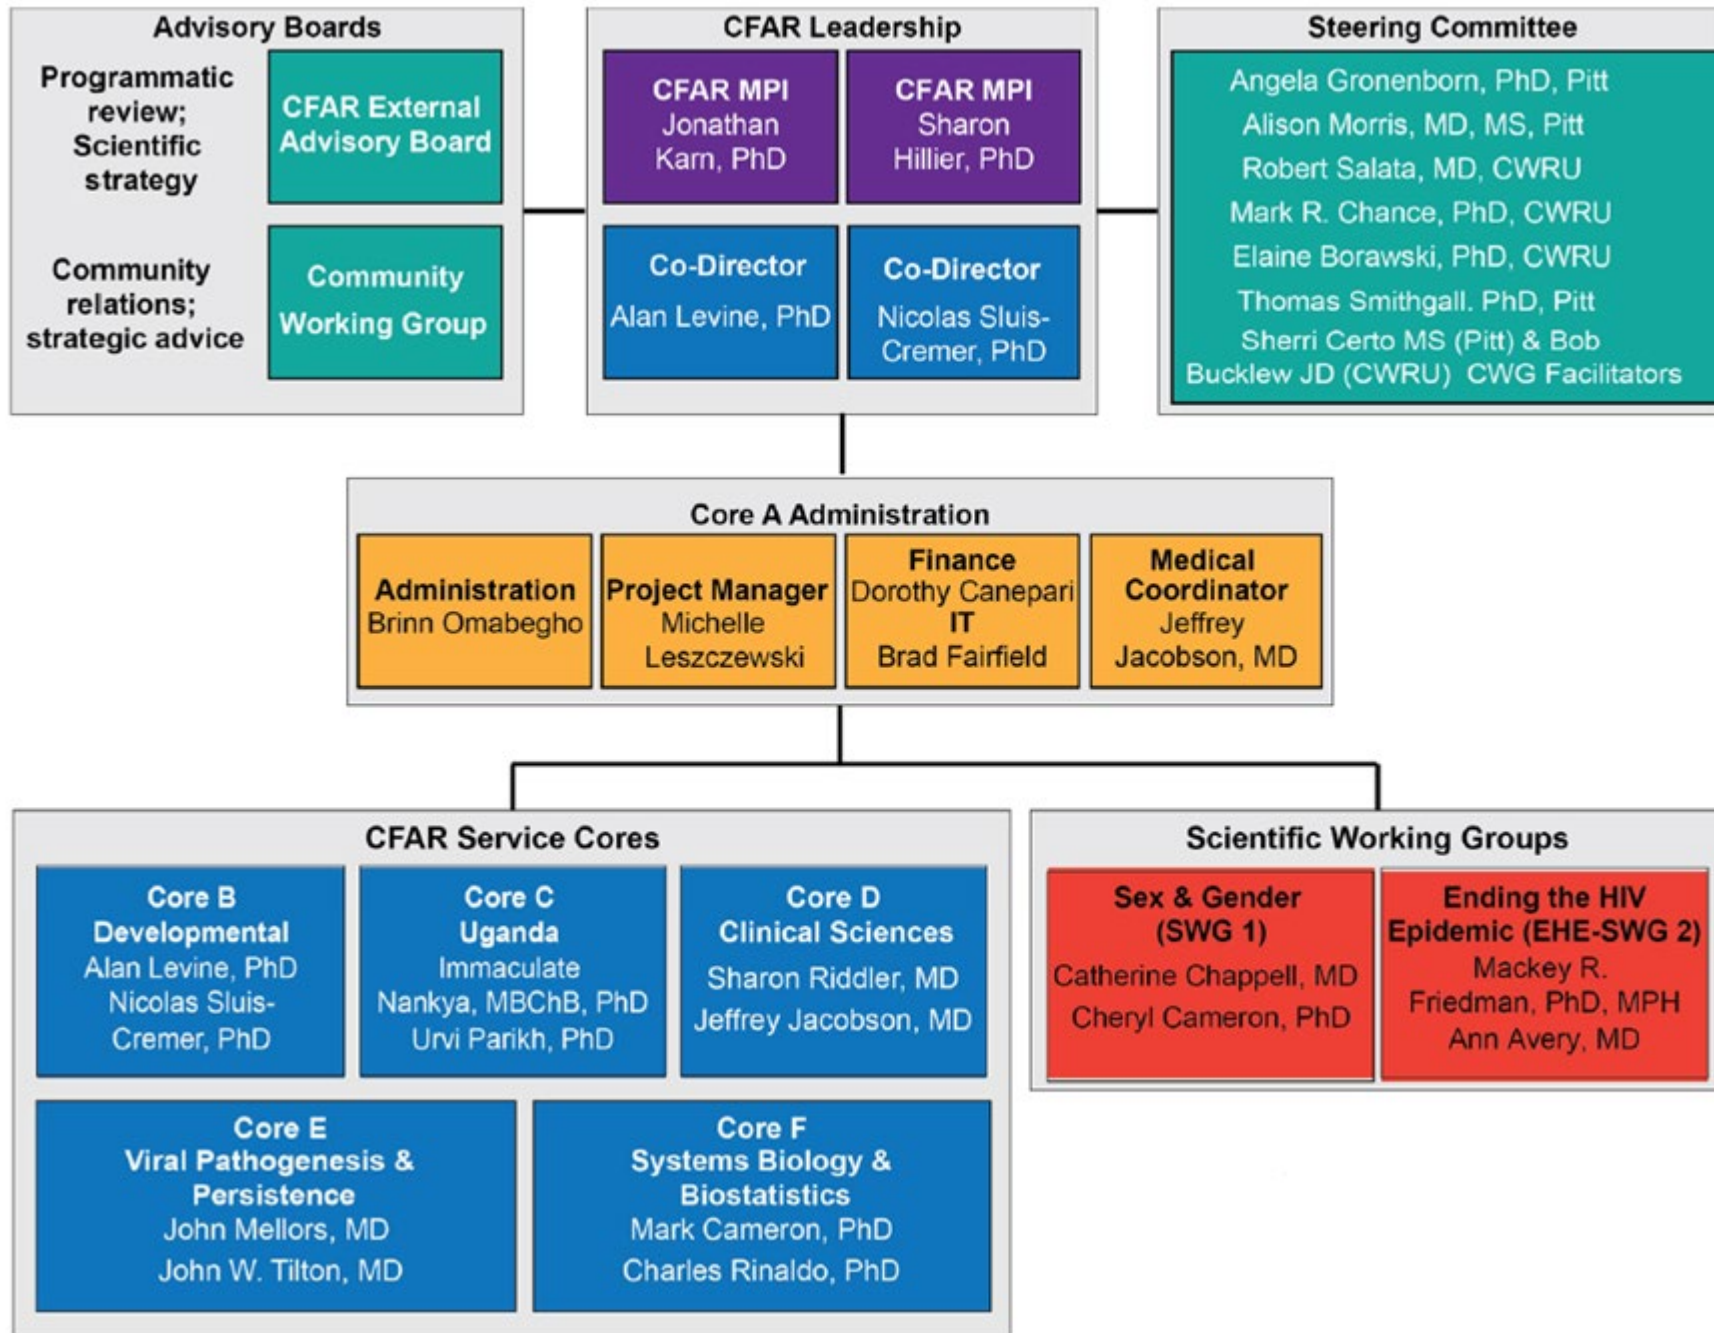 Advisory Boards
Programmatic
review;
Scientific
strategy
CFAR External
Advisory Board
Community
relations;
strategic advice
Community
Working Group
CFAR Leadership
CFAR MPI
Jonathan
Karn, PhD
CFAR MPI
Sharon
Hillier, PhD
Co-Director
Alan Levine, PhD
Co-Director
Nicolas Sluis-
Cremer, PhD
Steering Committee
Angela Gronenborn, PhD, Pitt
Alison Morris, MD, MS, Pitt
Robert Salata, MD, CWRU
Mark R. Chance, PhD, CWRU
Elaine Borawski, PhD, CWRU
Thomas Smithgall. PhD, Pitt
Sherri Certo MS (Pitt) & Bob
Bucklew JD (CWRU) CWG Facilitators
Core A Administration
Administration
Brinn Omabegho
Project Manager
Michelle
Leszczewski
Finance
Dorothy Canepari
IT
Brad Fairfield
Medical
Coordinator
Jeffrey
Jacobson, MD
CFAR Service Cores
Core B
Developmental
Alan Levine, PhD
Nicolas Sluis-
Cremer, PhD
Core C
Uganda
Immaculate
Nankya, MBChB, PhD
Urvi Parikh, PhD
Core D
Clinical Sciences
Sharon Riddler, MD
Jeffrey Jacobson, MD
Core E
Viral Pathogenesis &
Persistence
John Mellors, MD
John W. Tilton, MD
Core F
Systems Biology &
Biostatistics
Mark Cameron, PhD
Charles Rinaldo, PhD
Scientific Working Groups
Sex & Gender
(SWG 1)
Catherine Chappell, MD
Cheryl Cameron, PhD
Ending the HIV
Epidemic (EHE-SWG 2)
Mackey R.
Friedman, PhD, MPH
Ann Avery, MD